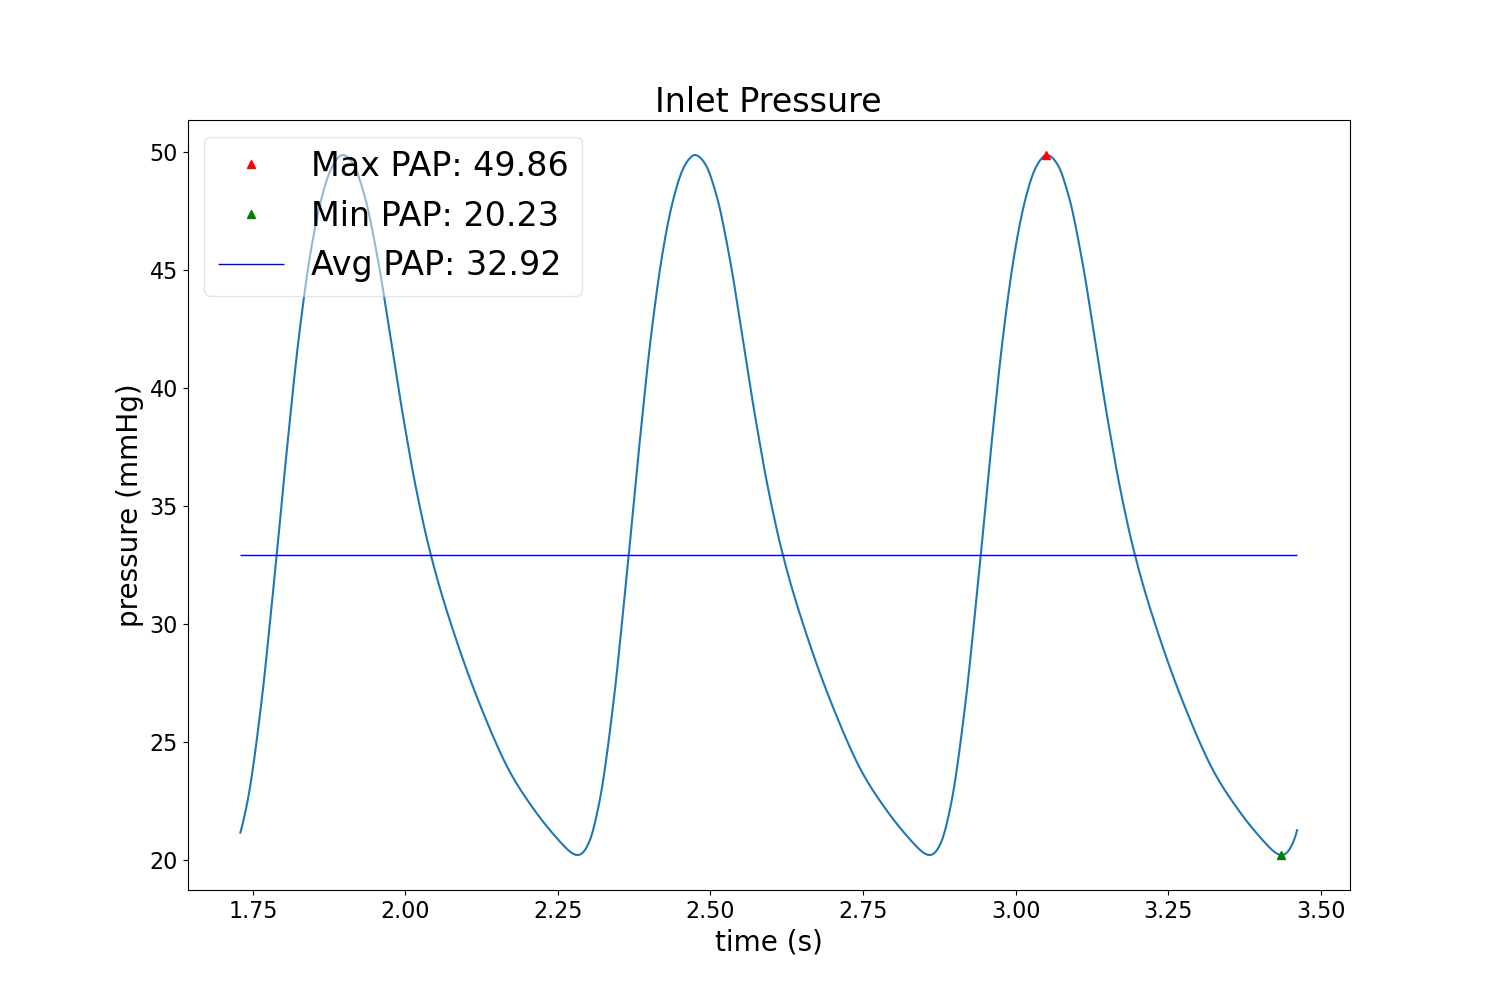 Inlet Pressure
Max PAP: 49.86
Min PAP: 20.23
Avg PAP: 32.92
pressure (mmHg)
50
45
40
35
30
25
20
1.75 2.00 2.25 2.50 2.75 3.00 3.25 3.50
time (s)